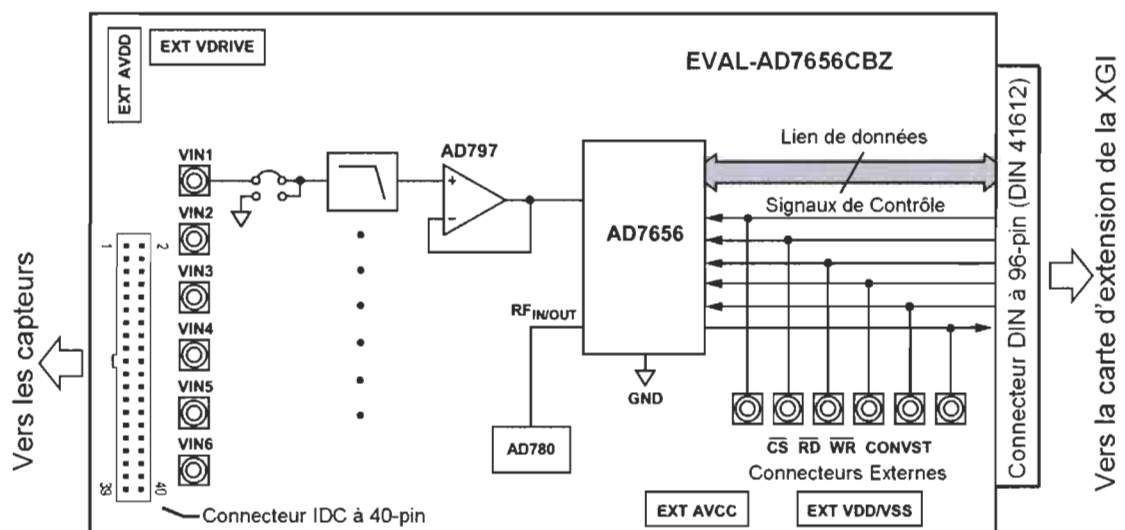 EXT AVDD
EXT VDRIVE
EVAL-AD7656CBZ
VIN1
VIN2
VIN3
VIN4
VIN5
VIN6
AD797
+
−
AD7656
RF IN/OUT
GND
AD780
Lien de données
Signaux de Contrôle
CS RD WR CONVST
Connecteurs Externes
EXT AVCC
EXT VDD/VSS
1
2
39
40
Connecteur IDC à 40-pin
Vers les capteurs
Connecteur DIN à 96-pin (DIN 41612)
Vers la carte d'extension de la XGI